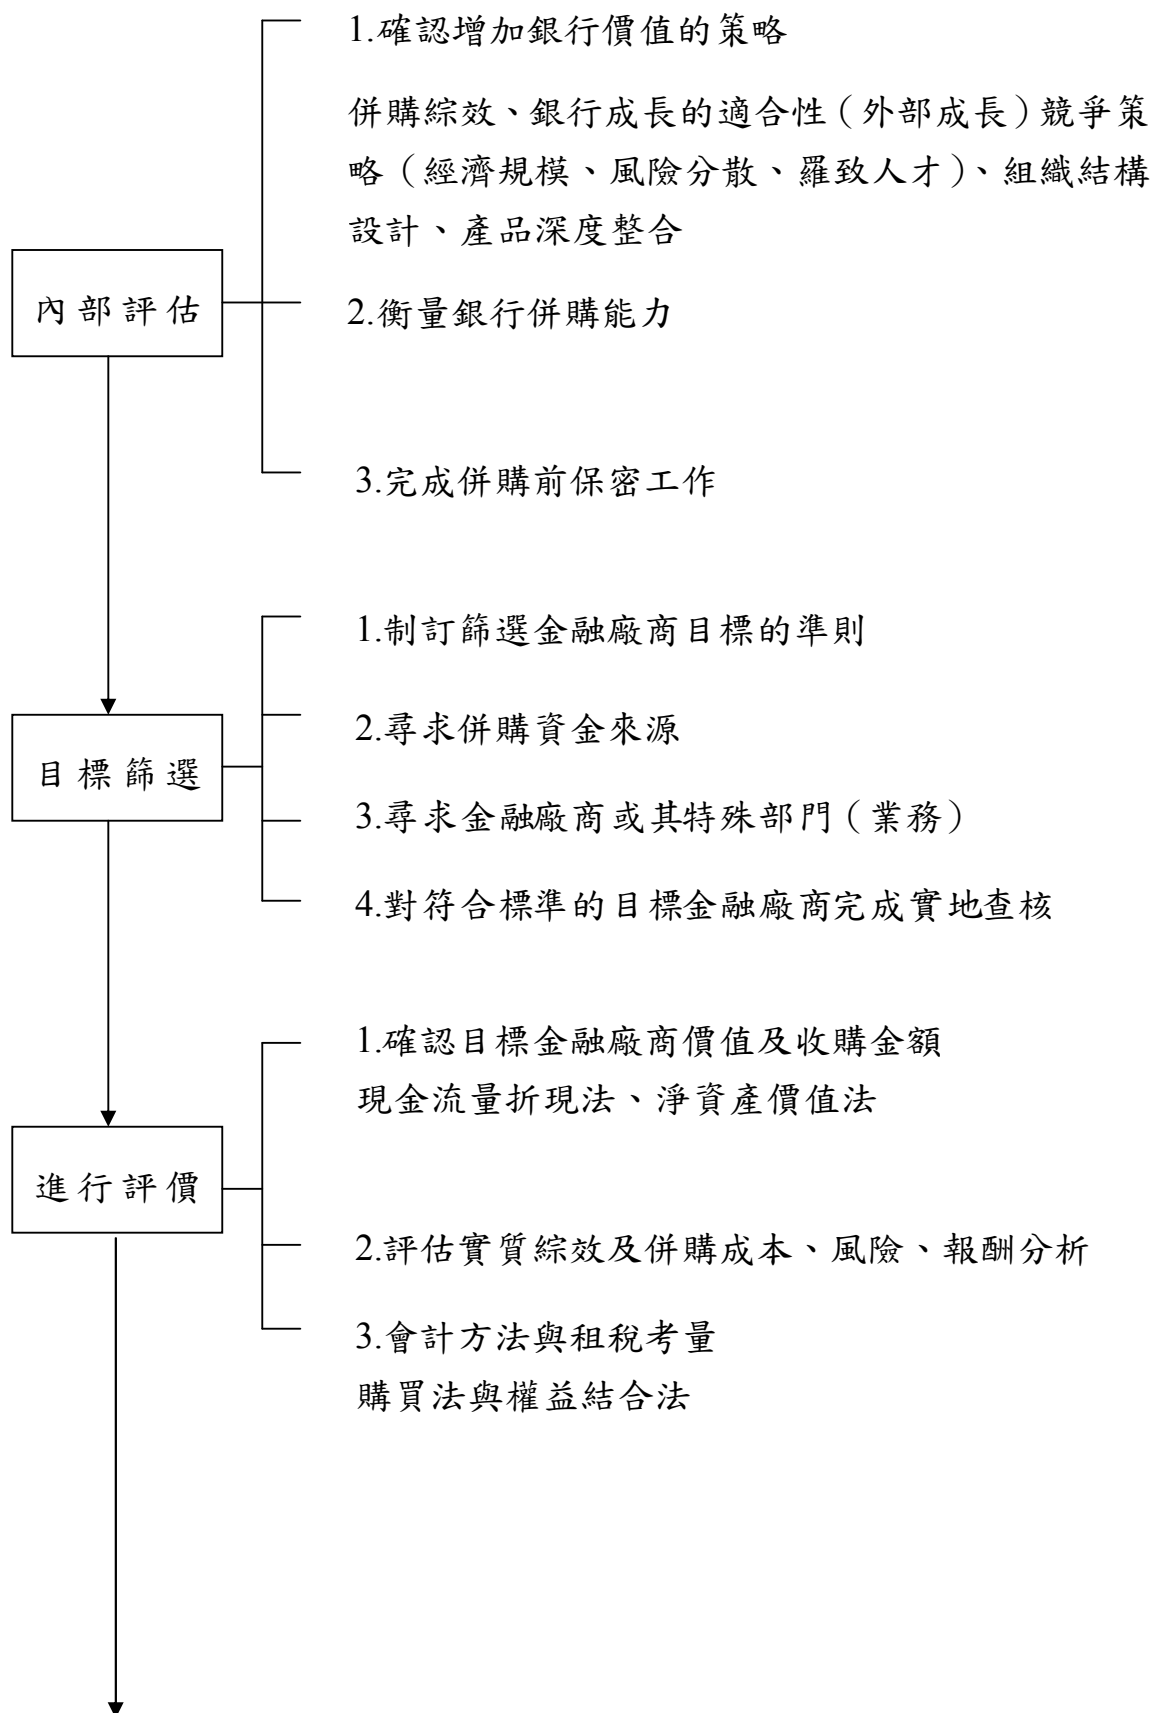 1.確認增加銀行價值的策略
併購綜效、銀行成長的適合性（外部成長）競爭策
略（經濟規模、風險分散、羅致人才）、組織結構
設計、產品深度整合
內部評估
2.衡量銀行併購能力
3.完成併購前保密工作
1.制訂篩選金融廠商目標的準則
2.尋求併購資金來源
目標篩選
3.尋求金融廠商或其特殊部門（業務）
4.對符合標準的目標金融廠商完成實地查核
1.確認目標金融廠商價值及收購金額
現金流量折現法、淨資產價值法
進行評價
2.評估實質綜效及併購成本、風險、報酬分析
3.會計方法與租稅考量
購買法與權益結合法